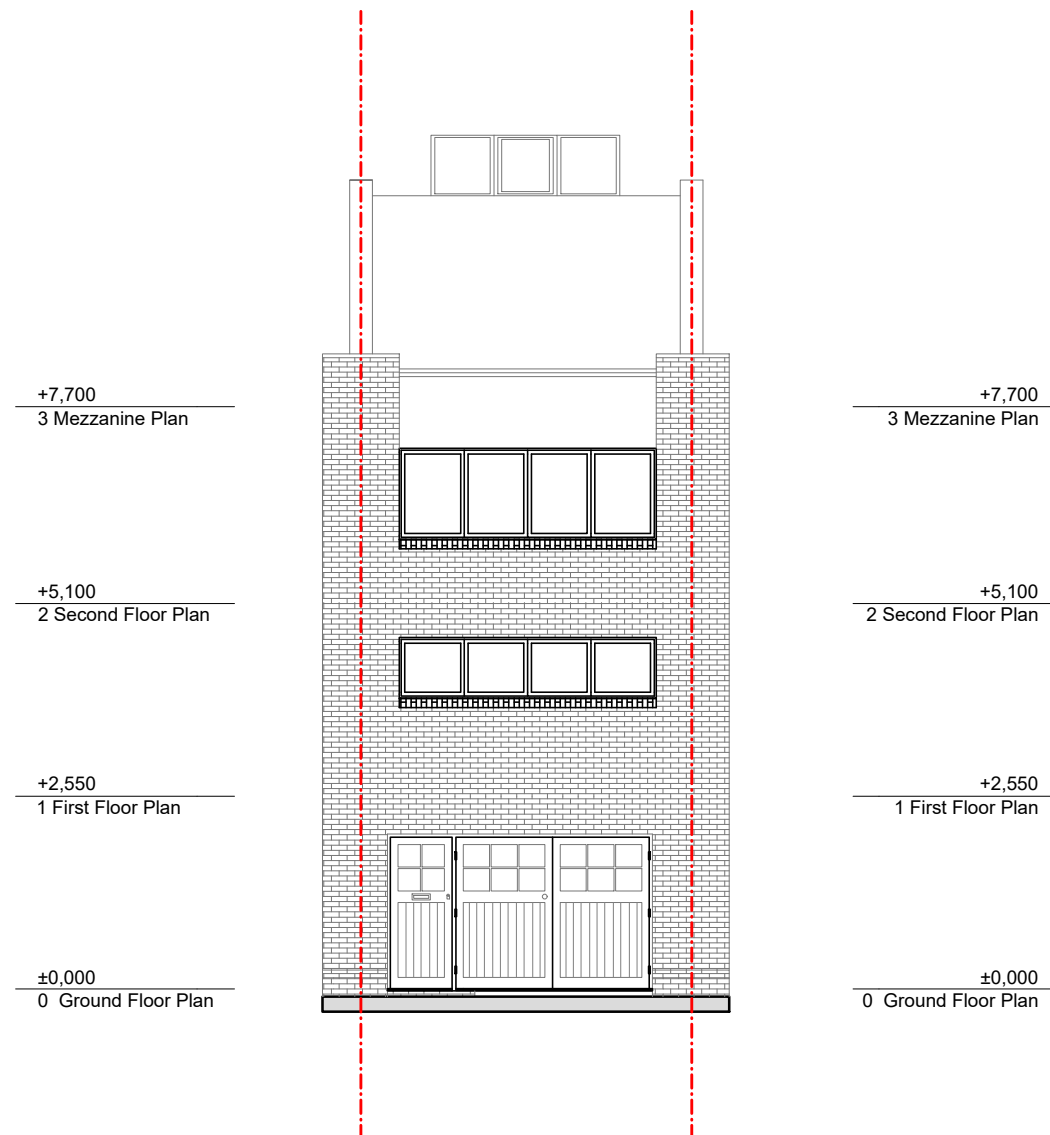 +7,700
3 Mezzanine Plan
+7,700
3 Mezzanine Plan
+5,100
2 Second Floor Plan
+5,100
2 Second Floor Plan
+2,550
1 First Floor Plan
+2,550
1 First Floor Plan
±0,000
0 Ground Floor Plan
±0,000
0 Ground Floor Plan